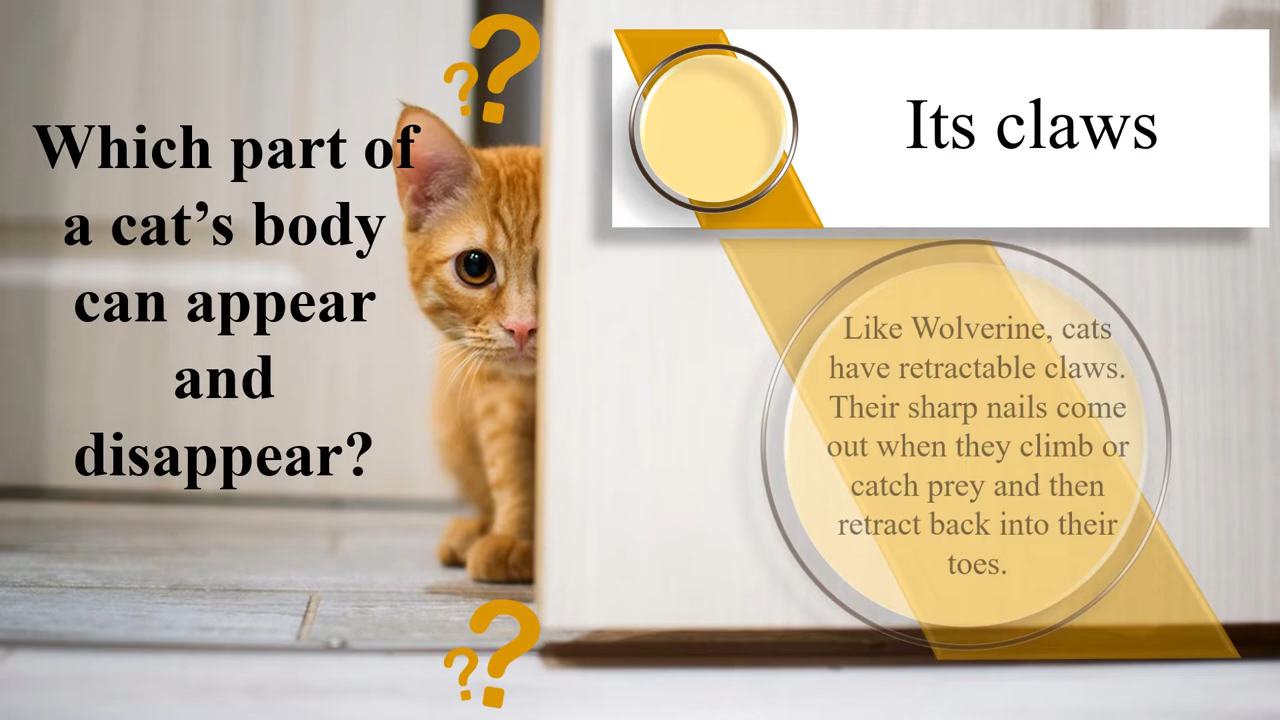 Which part of
a cat’s body
can appear
and
disappear?
??
??
Its claws
Like Wolverine, cats
have retractable claws.
Their sharp nails come
out when they climb or
catch prey and then
retract back into their
toes.